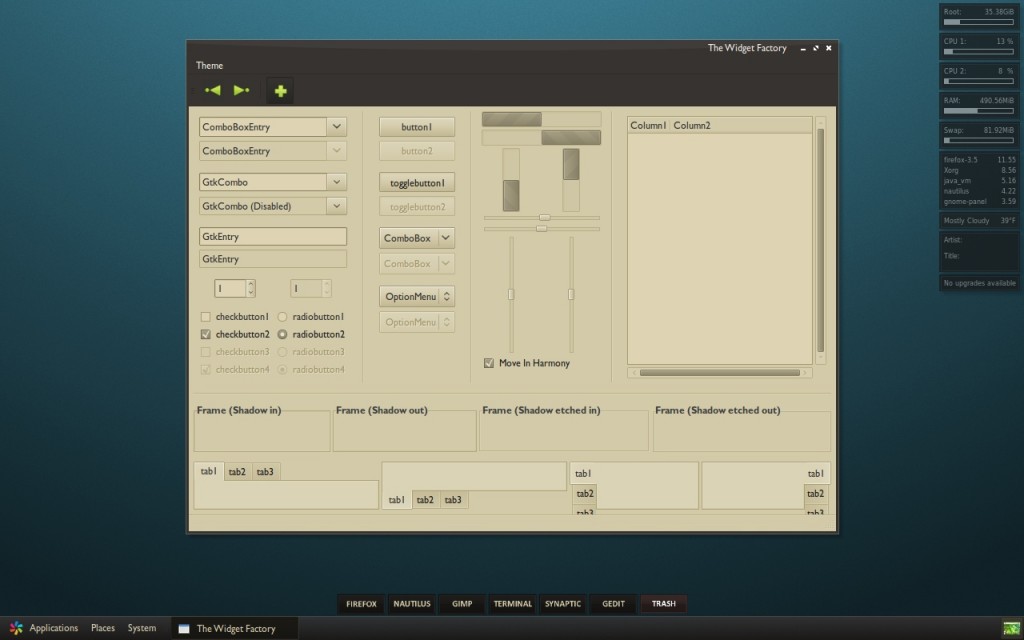 The Widget Factory
Theme
ComboBoxEntry
ComboBoxEntry
GtkCombo
GtkCombo (Disabled)
GtkEntry
GtkEntry
1 1
checkbutton1 radiobutton1
checkbutton2 radiobutton2
checkbutton3 radiobutton3
checkbutton4 radiobutton4
button1
button2
togglebutton1
togglebutton2
ComboBox
ComboBox
OptionMenu
OptionMenu
Move In Harmony
Column1 Column2
Frame (Shadow in) Frame (Shadow out) Frame (Shadow etched in) Frame (Shadow etched out)
tab1 tab2 tab3
tab1 tab2 tab3
tab1
tab2
tab3
tab1
tab2
tab3
Root: 35.38GiB
CPU 1: 13 %
CPU 2: 8 %
RAM: 490.56MiB
Swap: 81.92MiB
firefox-3.5 11.55
Xorg 8.56
java_vm 5.16
nautilus 4.22
gnome-panel 3.59
Mostly Cloudy 39°F
Artist:
Title:
No upgrades available
FIREFOX NAUTILUS GIMP TERMINAL SYNAPTIC GEDIT TRASH
Applications Places System The Widget Factory